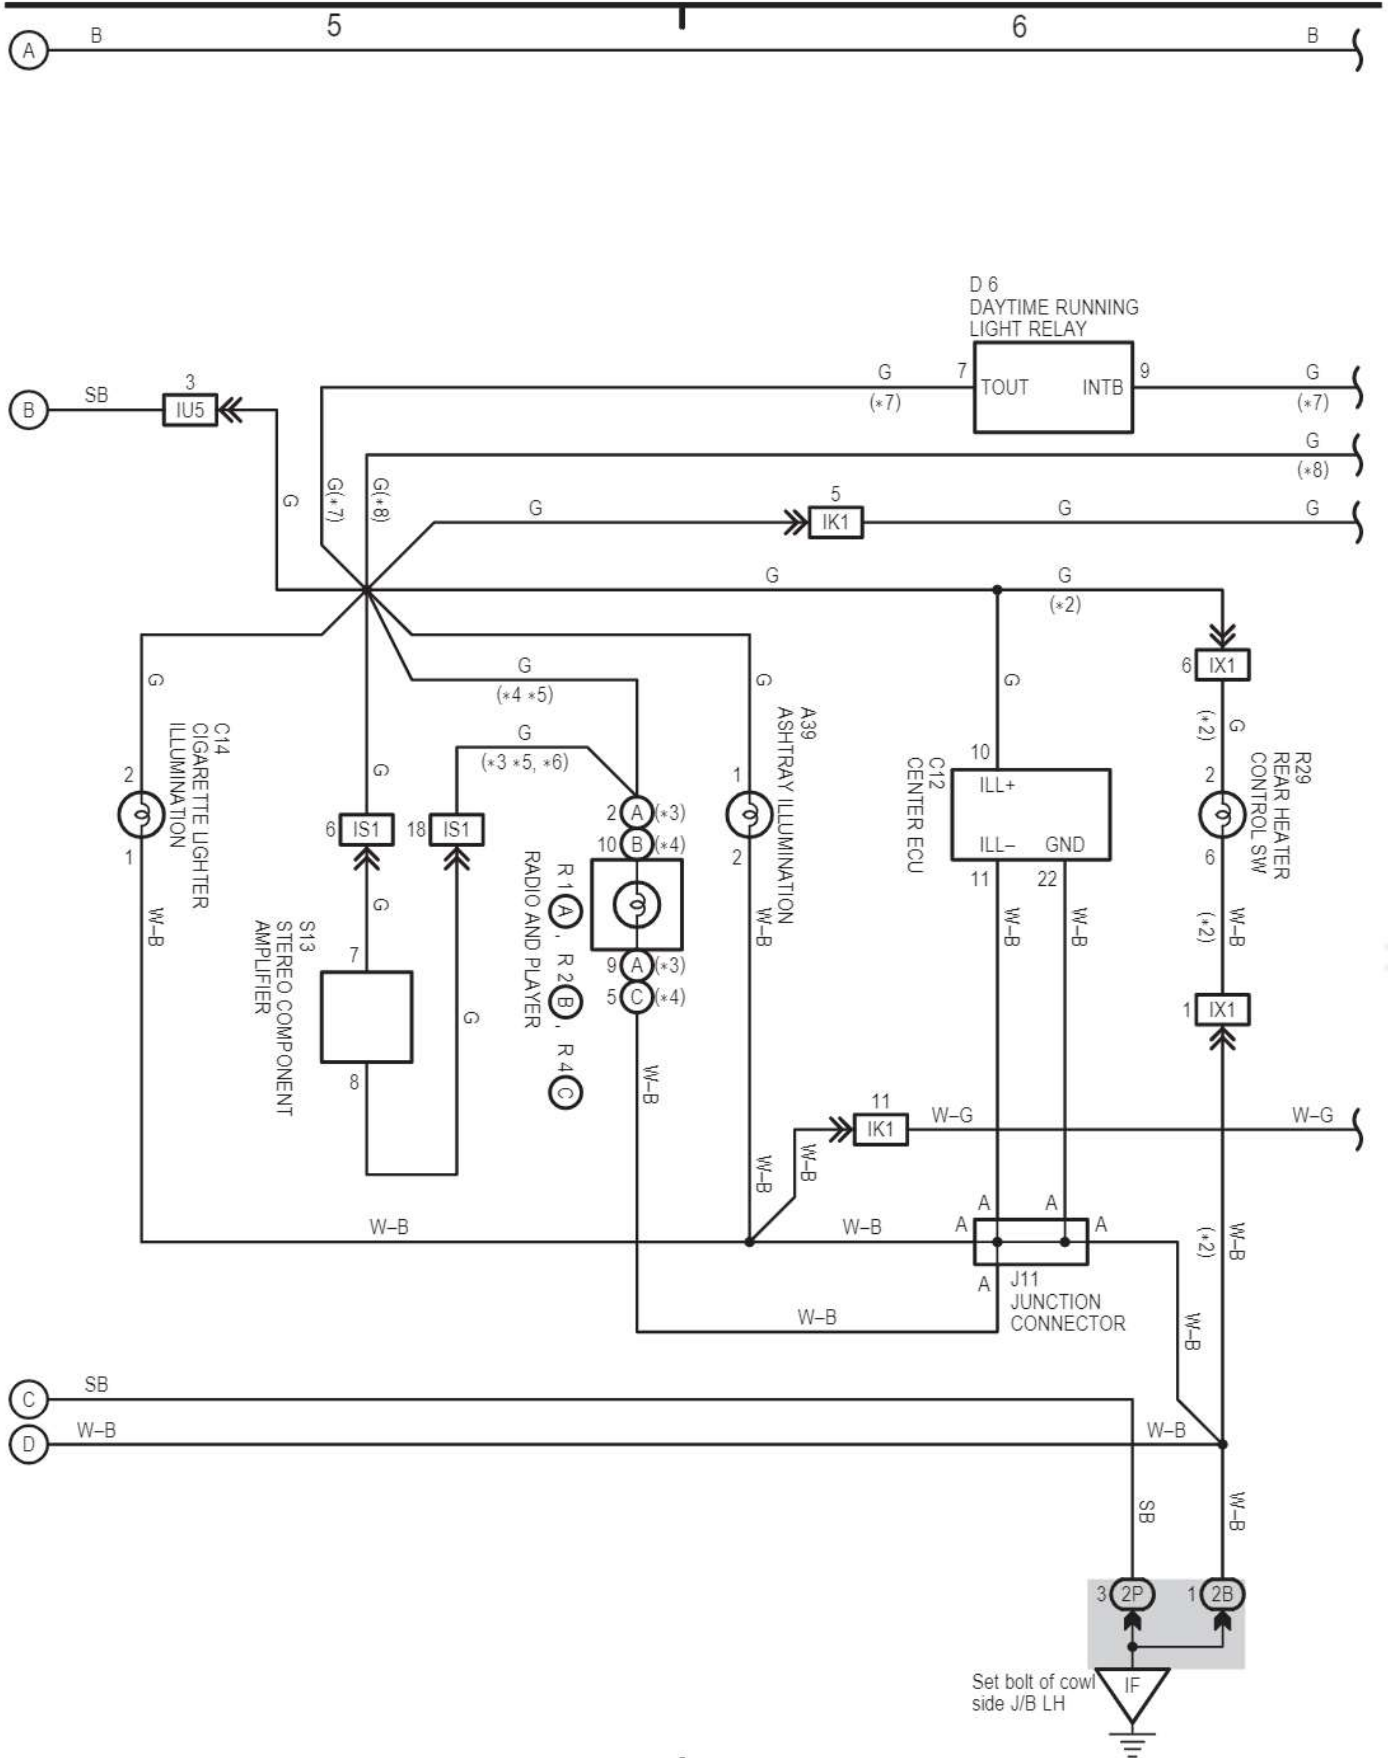 5
6
A
B
B
D 6
DAYTIME RUNNING
LIGHT RELAY
G
(*7)
7
TOUT
INTB
9
G
(*7)
B
SB
3
IU5
G
(*8)
G
G(*7)
G(*8)
G
5
IK1
G
G
G
G
(*2)
G
G
(*4 *5)
G
G
6
IX1
G
(*2)
C14
CIGARETTE LIGHTER
ILLUMINATION
2
1
G
G
(*3 *5, *6)
A39
ASHTRAY ILLUMINATION
1
2
C12
CENTER ECU
10
ILL+
ILL–
GND
11
22
R29
REAR HEATER
CONTROL SW
2
6
6
IS1
18
IS1
2
A
(*3)
10
B
(*4)
9
A
(*3)
5
C
(*4)
R 1 A , R 2 B , R 4 C
RADIO AND PLAYER
W–B
G
S13
STEREO COMPONENT
AMPLIFIER
7
8
G
W–B
W–B
W–B
W–B
(*2)
1
IX1
W–B
11
IK1
W–G
W–G
W–B
W–B
W–B
W–B
A
A
A
A
A
J11
JUNCTION
CONNECTOR
W–B
(*2)
W–B
W–B
C
SB
D
W–B
W–B
SB
W–B
3
2P
1
2B
Set bolt of cowl
side J/B LH
IF